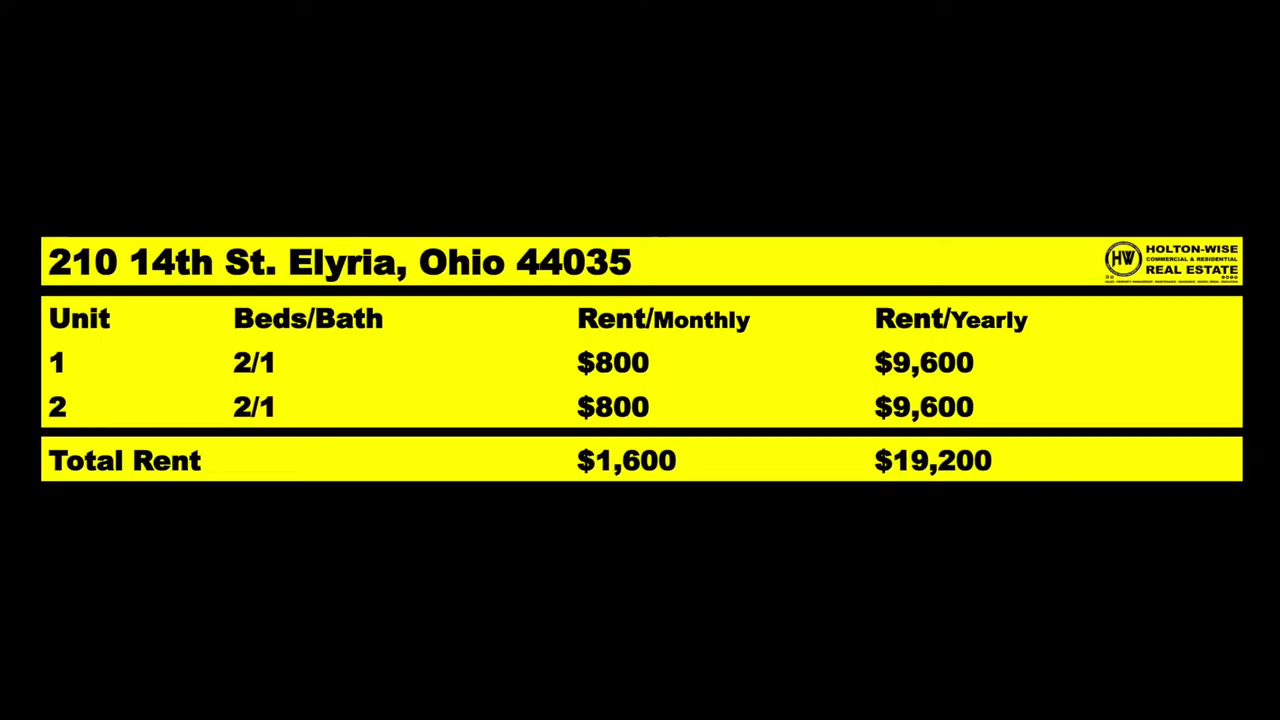 210 14th St. Elyria, Ohio 44035
HW
HOLTON-WISE
COMMERCIAL & RESIDENTIAL
REAL ESTATE
Unit Beds/Bath Rent/Monthly Rent/Yearly
1 2/1 $800 $9,600
2 2/1 $800 $9,600
Total Rent $1,600 $19,200